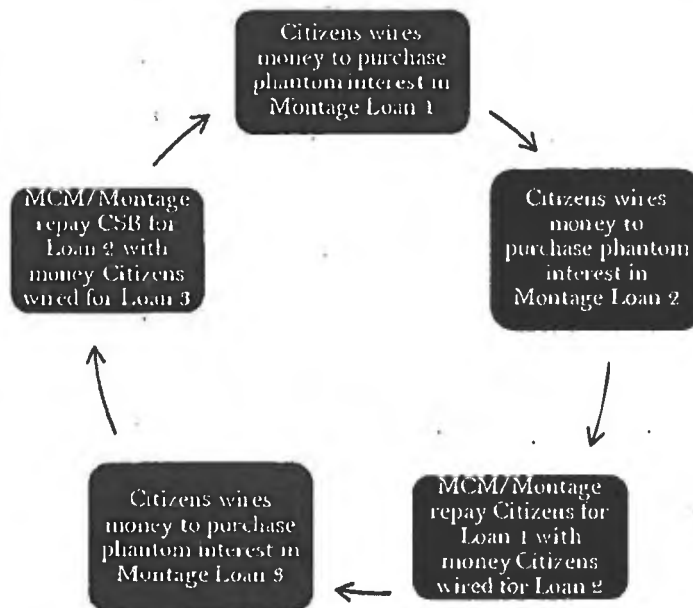 Citizens wires
money to purchase
phantom interest in
Montage Loan 1
Citizens wires
money to
purchase phantom
interest in
Montage Loan 2
MCM/Montage
repay Citizens for
Loan 1 with
money Citizens
wired for Loan 2
Citizens wires
money to purchase
phantom interest in
Montage Loan 3
MCM/Montage
repay CSB for
Loan 2 with
money Citizens
wired for Loan 3